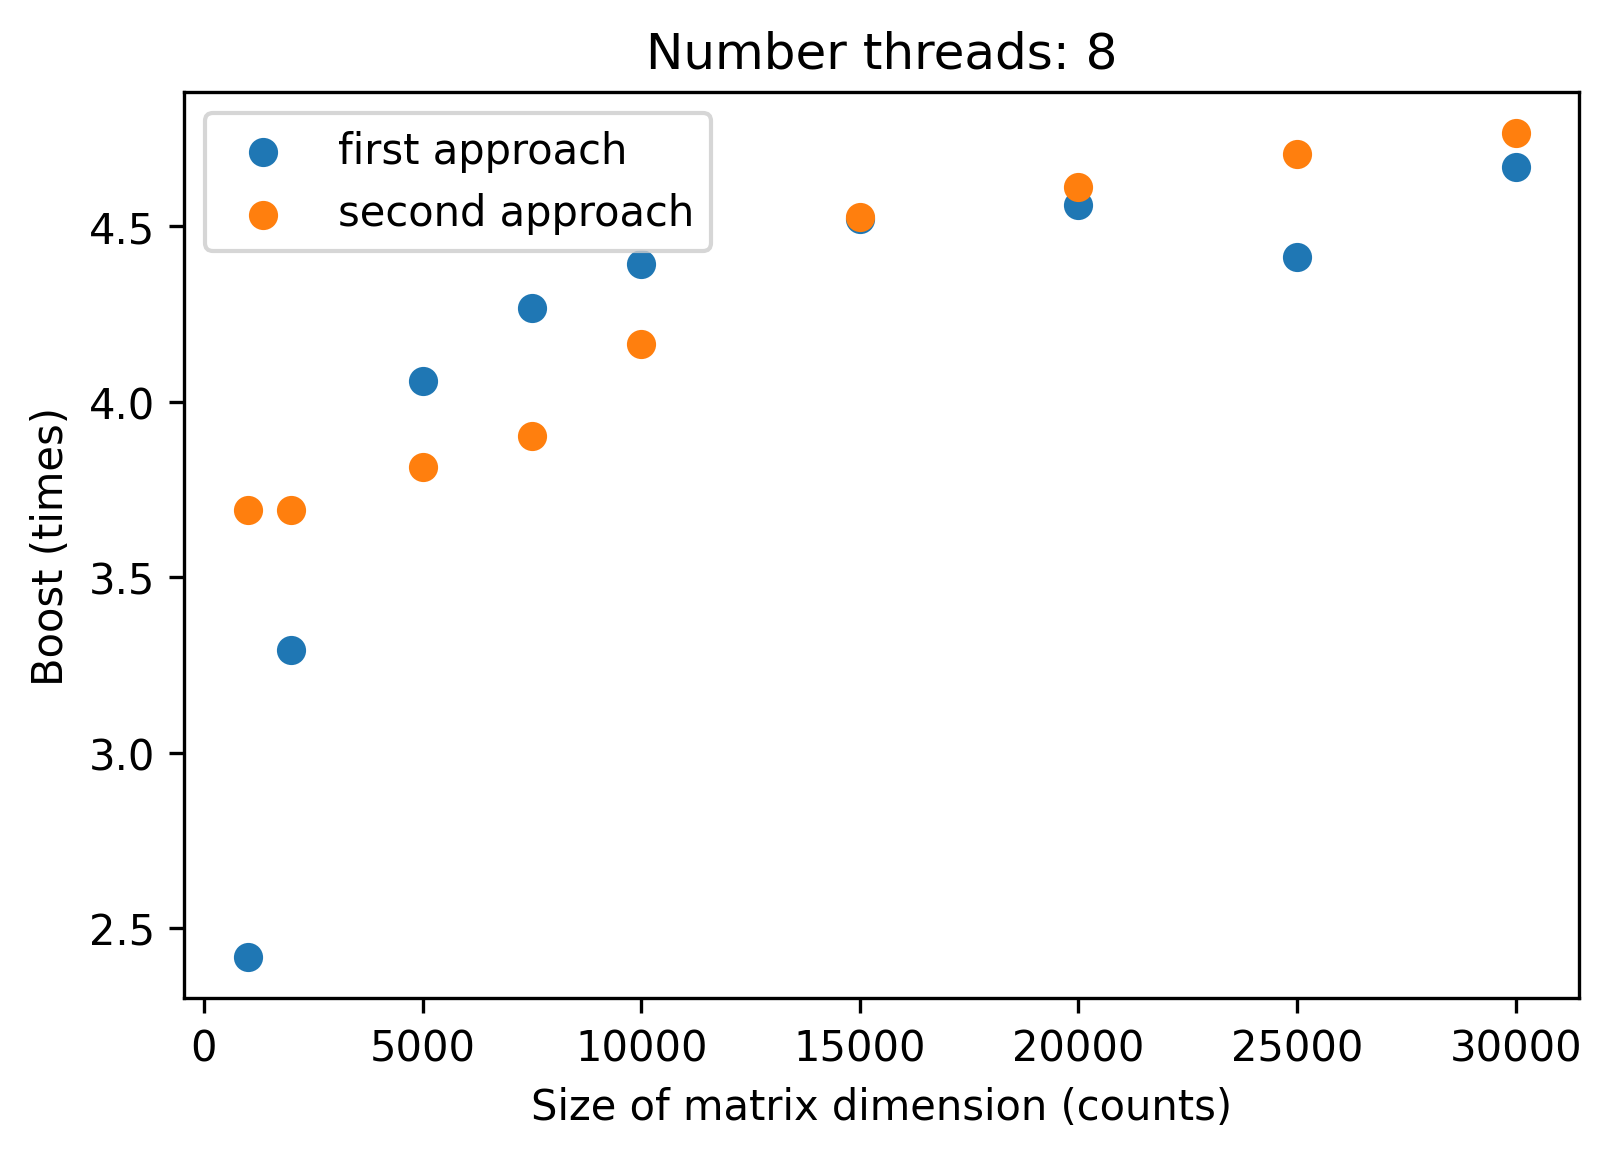 Number threads: 8
first approach
second approach
Boost (times)
4.5
4.0
3.5
3.0
2.5
0 5000 10000 15000 20000 25000 30000
Size of matrix dimension (counts)